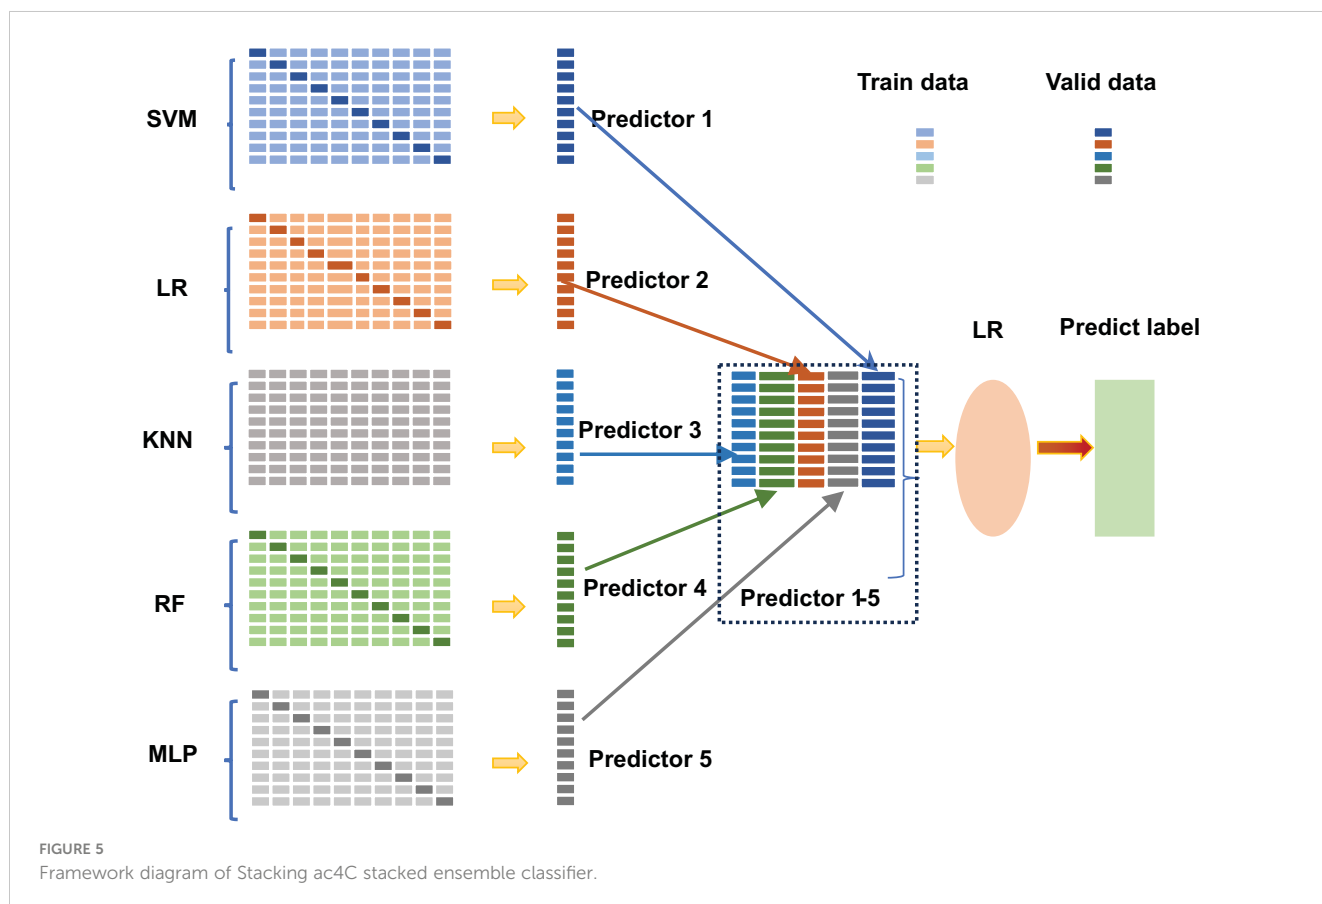 Train data
Valid data
SVM
Predictor 1
LR
Predictor 2
LR
Predict label
KNN
Predictor 3
RF
Predictor 4
Predictor 1-5
MLP
Predictor 5
FIGURE 5
Framework diagram of Stacking ac4C stacked ensemble classifier.